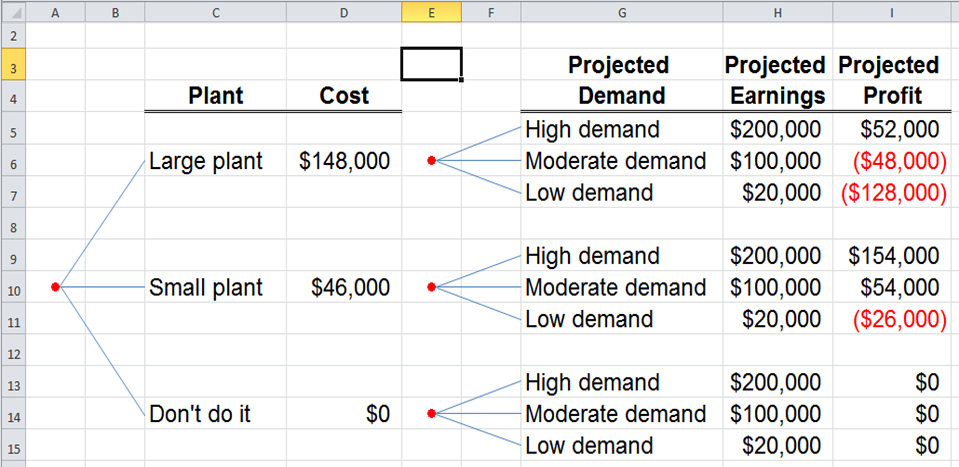 A B C D E F G H I
2
3 Projected Projected Projected
4 Plant Cost Demand Earnings Profit
5 High demand $200,000 $52,000
6 Large plant $148,000 Moderate demand $100,000 ($48,000)
7 Low demand $20,000 ($128,000)
8
9 High demand $200,000 $154,000
10 Small plant $46,000 Moderate demand $100,000 $54,000
11 Low demand $20,000 ($26,000)
12
13 High demand $200,000 $0
14 Don't do it $0 Moderate demand $100,000 $0
15 Low demand $20,000 $0